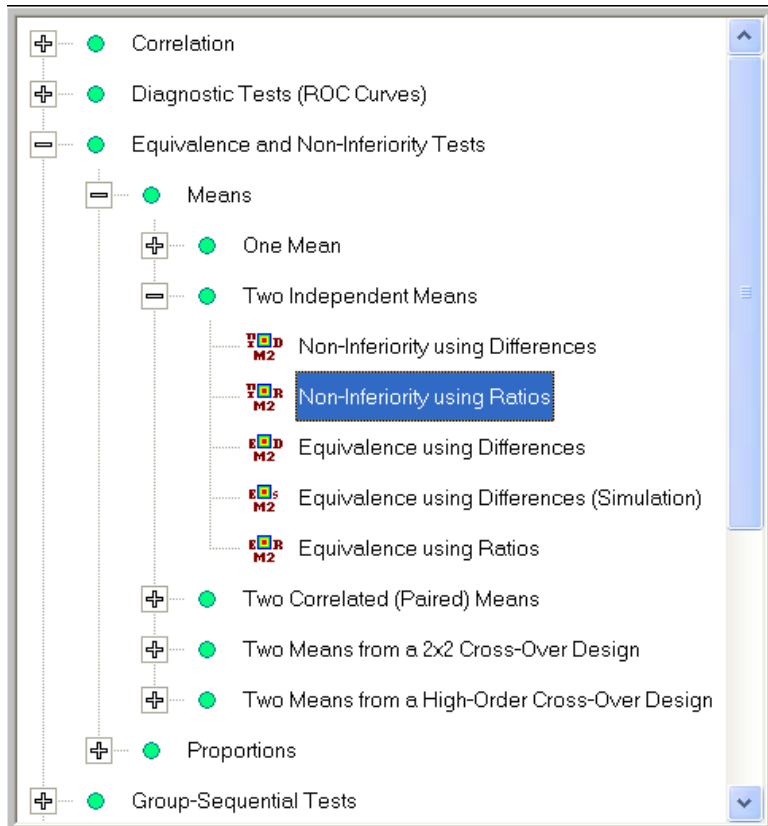 Correlation
Diagnostic Tests (ROC Curves)
Equivalence and Non-Inferiority Tests
Means
One Mean
Two Independent Means
Non-Inferiority using Differences
Non-Inferiority using Ratios
Equivalence using Differences
Equivalence using Differences (Simulation)
Equivalence using Ratios
Two Correlated (Paired) Means
Two Means from a 2x2 Cross-Over Design
Two Means from a High-Order Cross-Over Design
Proportions
Group-Sequential Tests